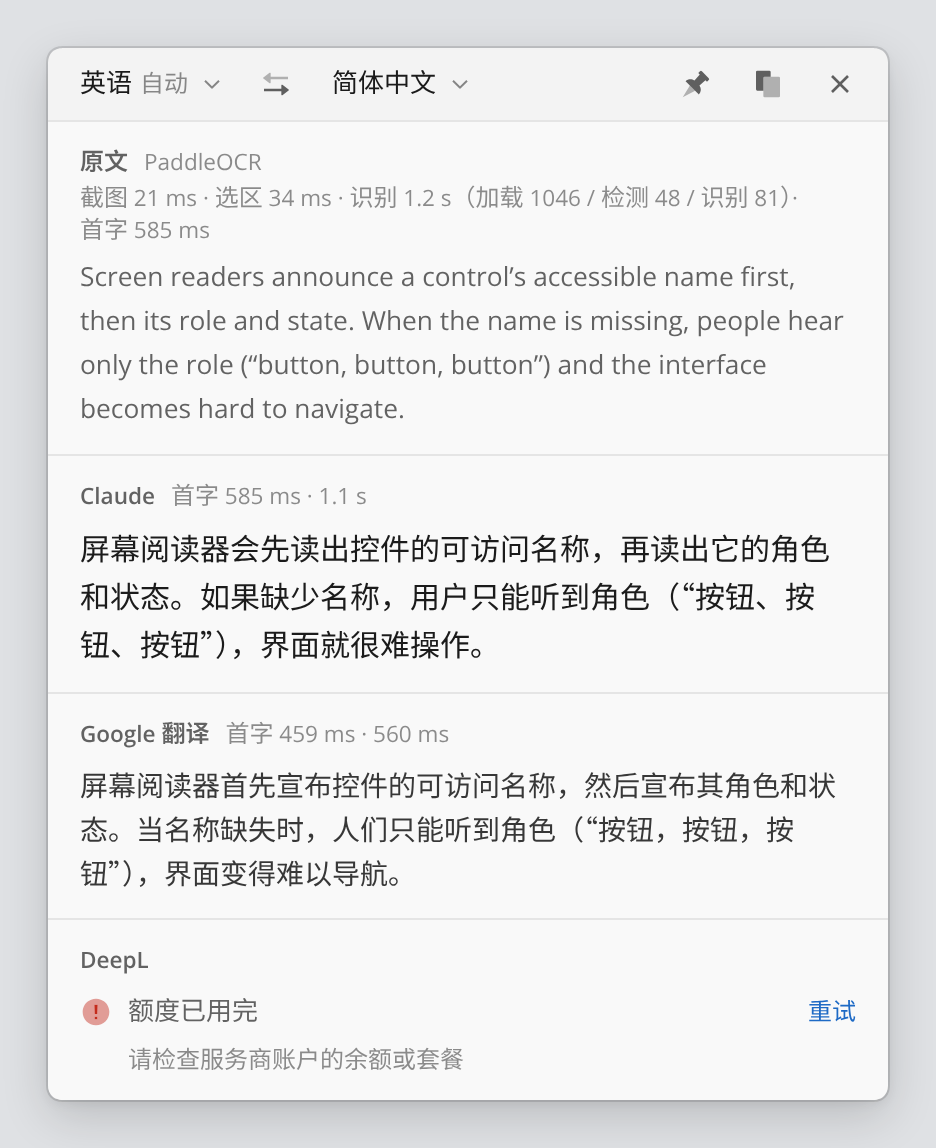 英语 自动 简体中文
原文 PaddleOCR
截图 21 ms · 选区 34 ms · 识别 1.2 s（加载 1046 / 检测 48 / 识别 81）·
首字 585 ms
Screen readers announce a control’s accessible name first,
then its role and state. When the name is missing, people hear
only the role (“button, button, button”) and the interface
becomes hard to navigate.
Claude 首字 585 ms · 1.1 s
屏幕阅读器会先读出控件的可访问名称，再读出它的角色
和状态。如果缺少名称，用户只能听到角色（“按钮、按
钮、按钮”），界面就很难操作。
Google 翻译 首字 459 ms · 560 ms
屏幕阅读器首先宣布控件的可访问名称，然后宣布其角色和状
态。当名称缺失时，人们只能听到角色（“按钮，按钮，按
钮”），界面变得难以导航。
DeepL
额度已用完 重试
请检查服务商账户的余额或套餐